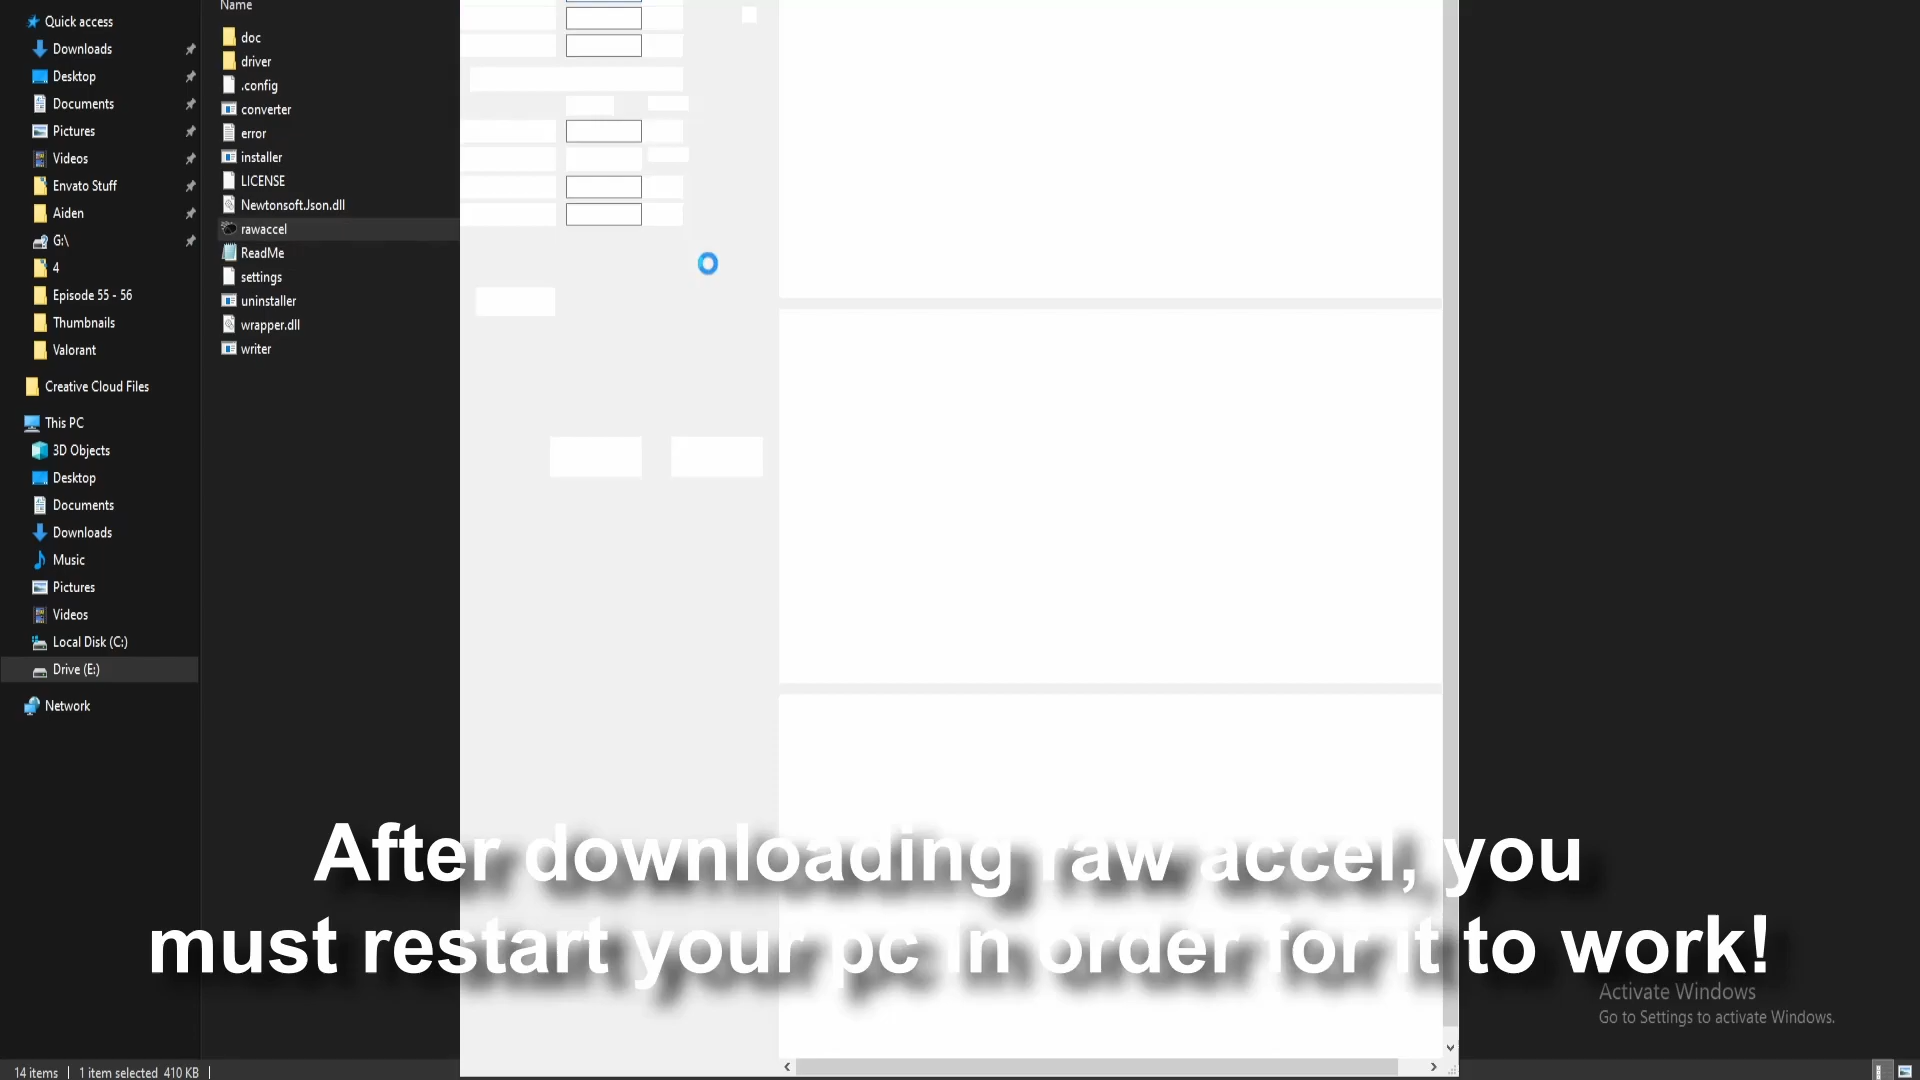 Quick access
Downloads
Desktop
Documents
Pictures
Videos
Envato Stuff
Aiden
G:\
4
Episode 55 - 56
Thumbnails
Valorant
Creative Cloud Files
This PC
3D Objects
Desktop
Documents
Downloads
Music
Pictures
Videos
Local Disk (C:)
Drive (E:)
Network
Name
doc
driver
.config
converter
error
installer
LICENSE
Newtonsoft.Json.dll
rawaccel
ReadMe
settings
uninstaller
wrapper.dll
writer
After downloading raw accel, you
must restart your pc in order for it to work!
Activate Windows
Go to Settings to activate Windows.
14 items | 1 item selected 410 KB |